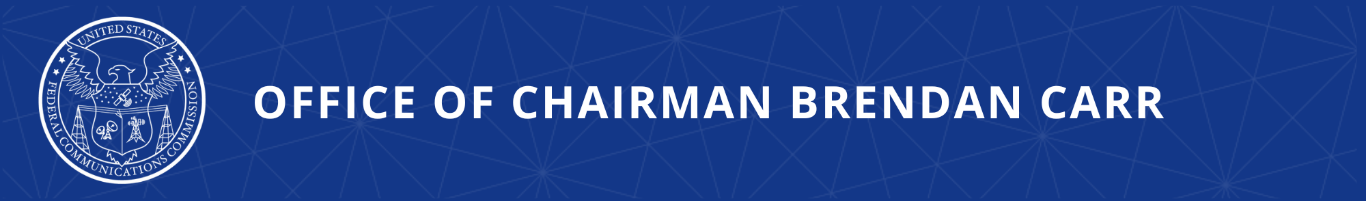 UNITED STATES
FEDERAL COMMUNICATIONS COMMISSION
OFFICE OF CHAIRMAN BRENDAN CARR